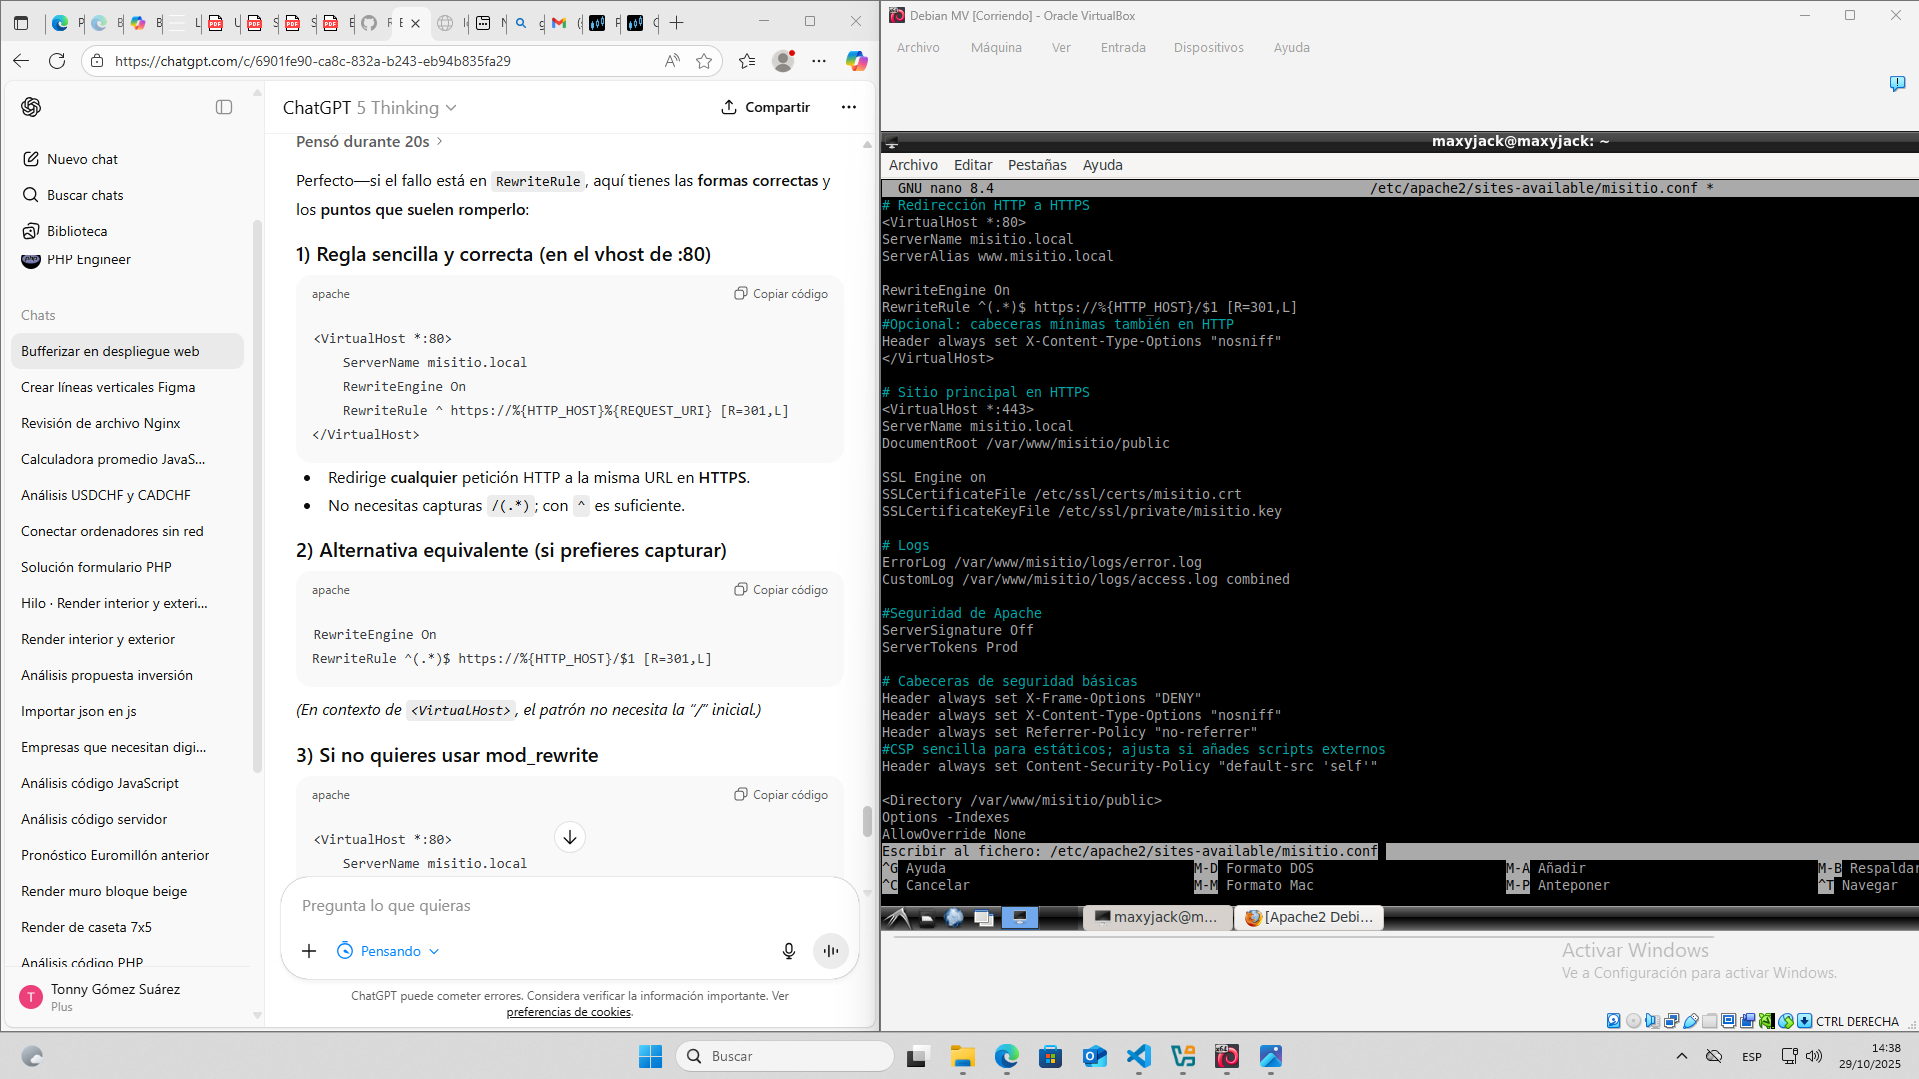 https://chatgpt.com/c/6901fe90-ca8c-832a-b243-eb94b835fa29
ChatGPT 5 Thinking
Compartir
Nuevo chat
Buscar chats
Biblioteca
PHP Engineer
Chats
Bufferizar en despliegue web
Crear líneas verticales Figma
Revisión de archivo Nginx
Calculadora promedio JavaS...
Análisis USDCHF y CADCHF
Conectar ordenadores sin red
Solución formulario PHP
Hilo · Render interior y exteri...
Render interior y exterior
Análisis propuesta inversión
Importar json en js
Empresas que necesitan digi...
Análisis código JavaScript
Análisis código servidor
Pronóstico Euromillón anterior
Render muro bloque beige
Render de caseta 7x5
Análisis código PHP
T
Tonny Gómez Suárez
Plus
Pensó durante 20s
Perfecto—si el fallo está en RewriteRule, aquí tienes las formas correctas y
los puntos que suelen romperlo:
1) Regla sencilla y correcta (en el vhost de :80)
apache
Copiar código
<VirtualHost *:80>
ServerName misitio.local
RewriteEngine On
RewriteRule ^ https://%{HTTP_HOST}%{REQUEST_URI} [R=301,L]
</VirtualHost>
Redirige cualquier petición HTTP a la misma URL en HTTPS.
No necesitas capturas /(.*); con ^ es suficiente.
2) Alternativa equivalente (si prefieres capturar)
apache
Copiar código
RewriteEngine On
RewriteRule ^(.*)$ https://%{HTTP_HOST}/$1 [R=301,L]
(En contexto de <VirtualHost>, el patrón no necesita la “/” inicial.)
3) Si no quieres usar mod_rewrite
apache
Copiar código
<VirtualHost *:80>
ServerName misitio.local
Pregunta lo que quieras
Pensando
ChatGPT puede cometer errores. Considera verificar la información importante. Ver
preferencias de cookies.
Debian MV [Corriendo] - Oracle VirtualBox
Archivo Máquina Ver Entrada Dispositivos Ayuda
maxyjack@maxyjack: ~
Archivo Editar Pestañas Ayuda
GNU nano 8.4 /etc/apache2/sites-available/misitio.conf *
# Redirección HTTP a HTTPS
<VirtualHost *:80>
ServerName misitio.local
ServerAlias www.misitio.local
RewriteEngine On
RewriteRule ^(.*)$ https://%{HTTP_HOST}/$1 [R=301,L]
#Opcional: cabeceras mínimas también en HTTP
Header always set X-Content-Type-Options "nosniff"
</VirtualHost>
# Sitio principal en HTTPS
<VirtualHost *:443>
ServerName misitio.local
DocumentRoot /var/www/misitio/public
SSL Engine on
SSLCertificateFile /etc/ssl/certs/misitio.crt
SSLCertificateKeyFile /etc/ssl/private/misitio.key
# Logs
ErrorLog /var/www/misitio/logs/error.log
CustomLog /var/www/misitio/logs/access.log combined
#Seguridad de Apache
ServerSignature Off
ServerTokens Prod
# Cabeceras de seguridad básicas
Header always set X-Frame-Options "DENY"
Header always set X-Content-Type-Options "nosniff"
Header always set Referrer-Policy "no-referrer"
#CSP sencilla para estáticos; ajusta si añades scripts externos
Header always set Content-Security-Policy "default-src 'self'"
<Directory /var/www/misitio/public>
Options -Indexes
AllowOverride None
Escribir al fichero: /etc/apache2/sites-available/misitio.conf
^G Ayuda M-D Formato DOS M-A Añadir M-B Respaldar
^C Cancelar M-M Formato Mac M-P Anteponer ^T Navegar
maxyjack@m... [Apache2 Debi...
Activar Windows
Ve a Configuración para activar Windows.
CTRL DERECHA
Buscar
ESP
14:38
29/10/2025